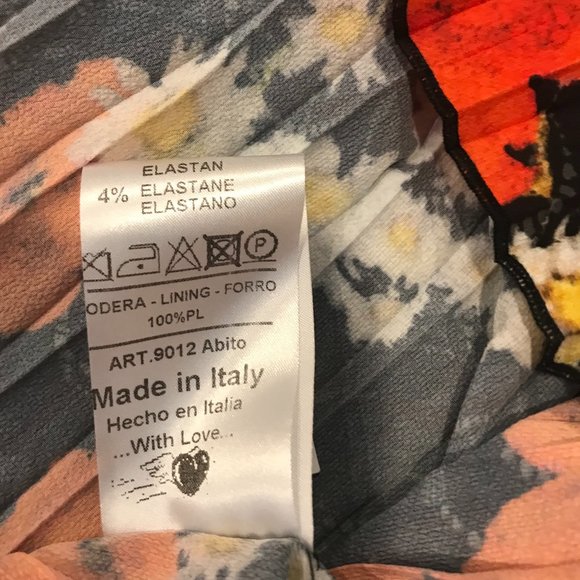 ELASTAN
4% ELASTANE
ELASTANO
P
ODERA - LINING - FORRO
100%PL
ART.9012 Abito
Made in Italy
Hecho en Italia
...With Love...